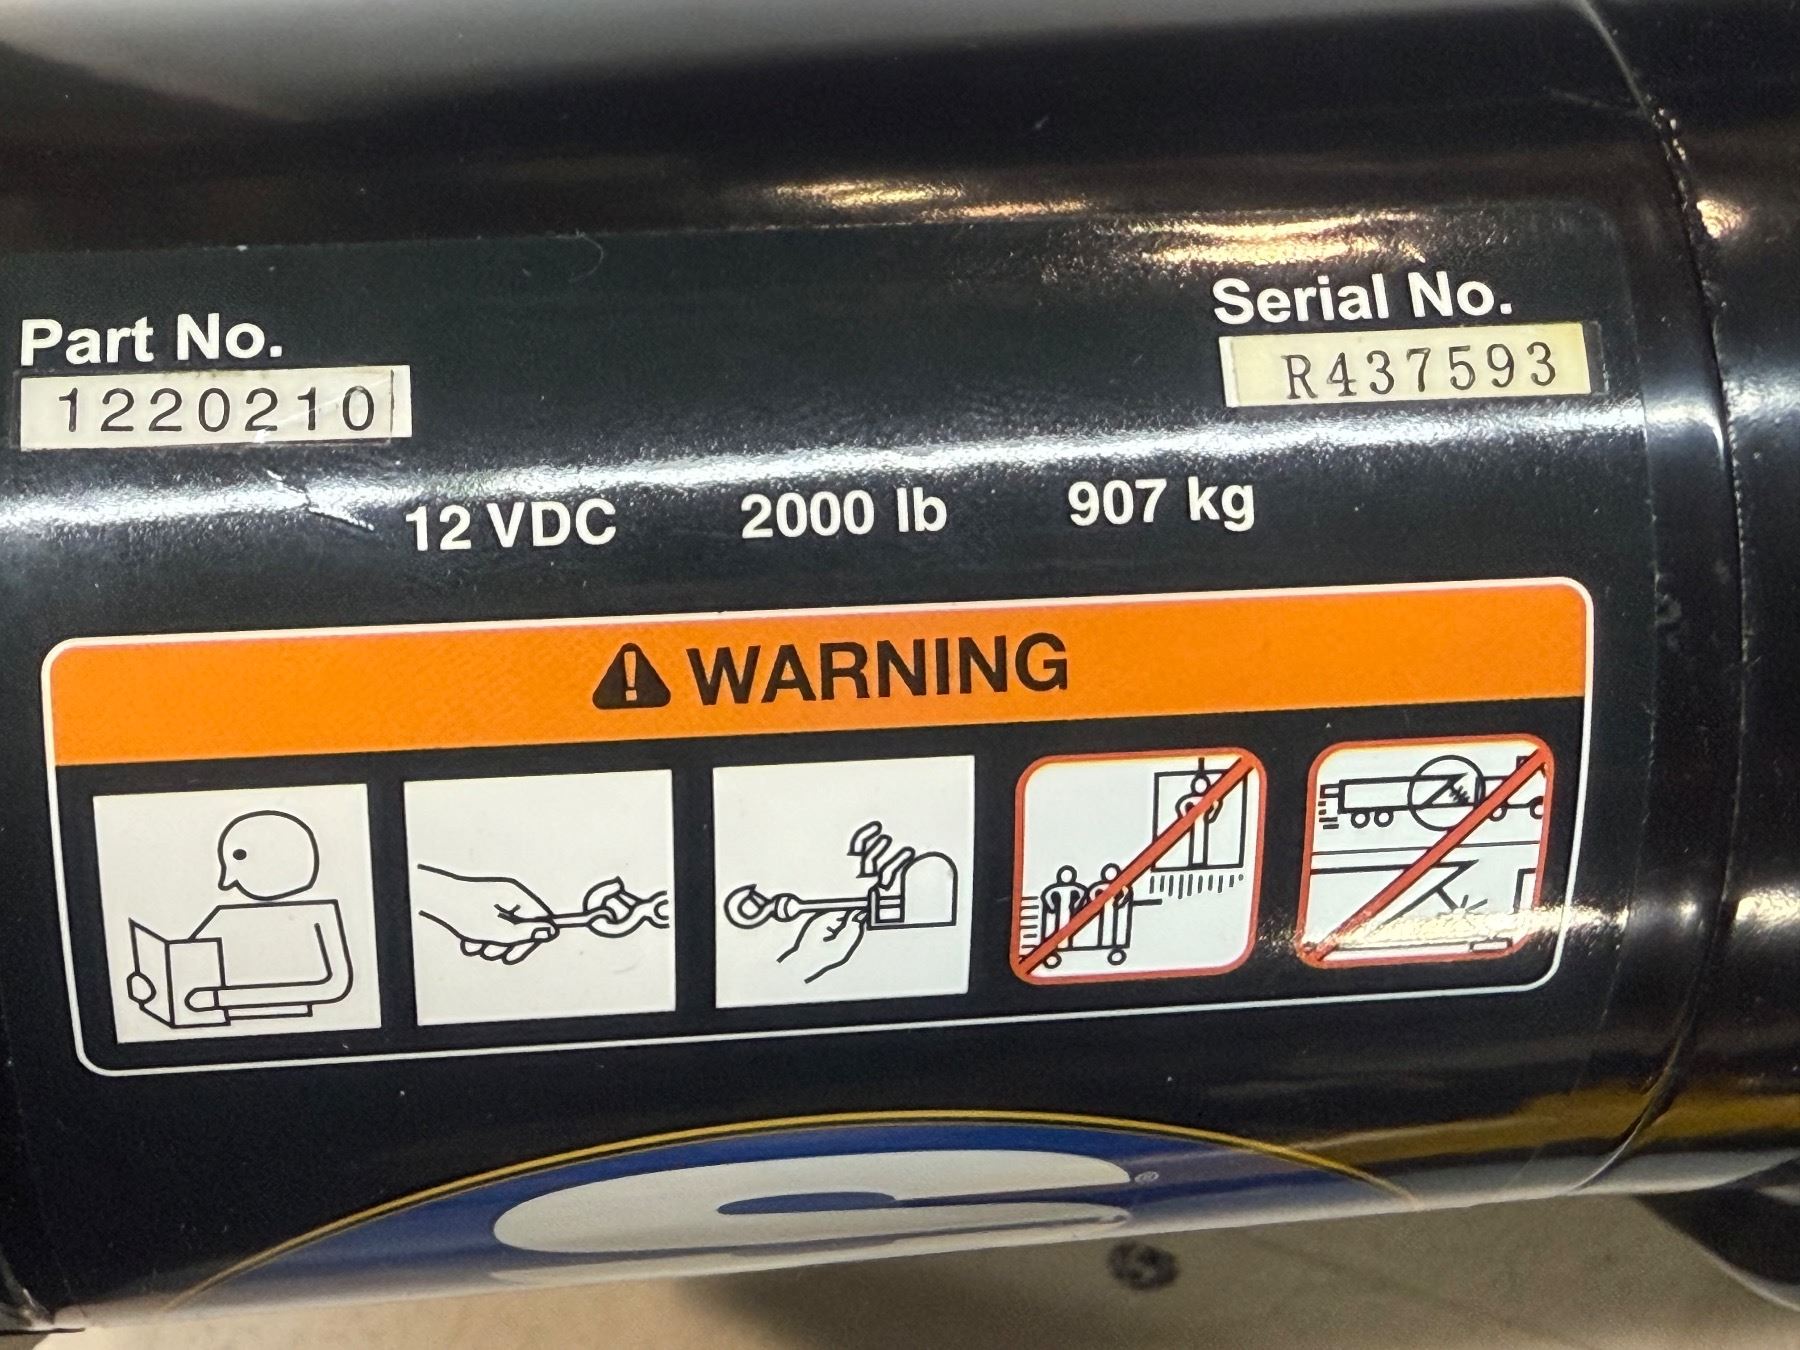 Part No.
1220210
Serial No.
R437593
12 VDC 2000 lb 907 kg
WARNING